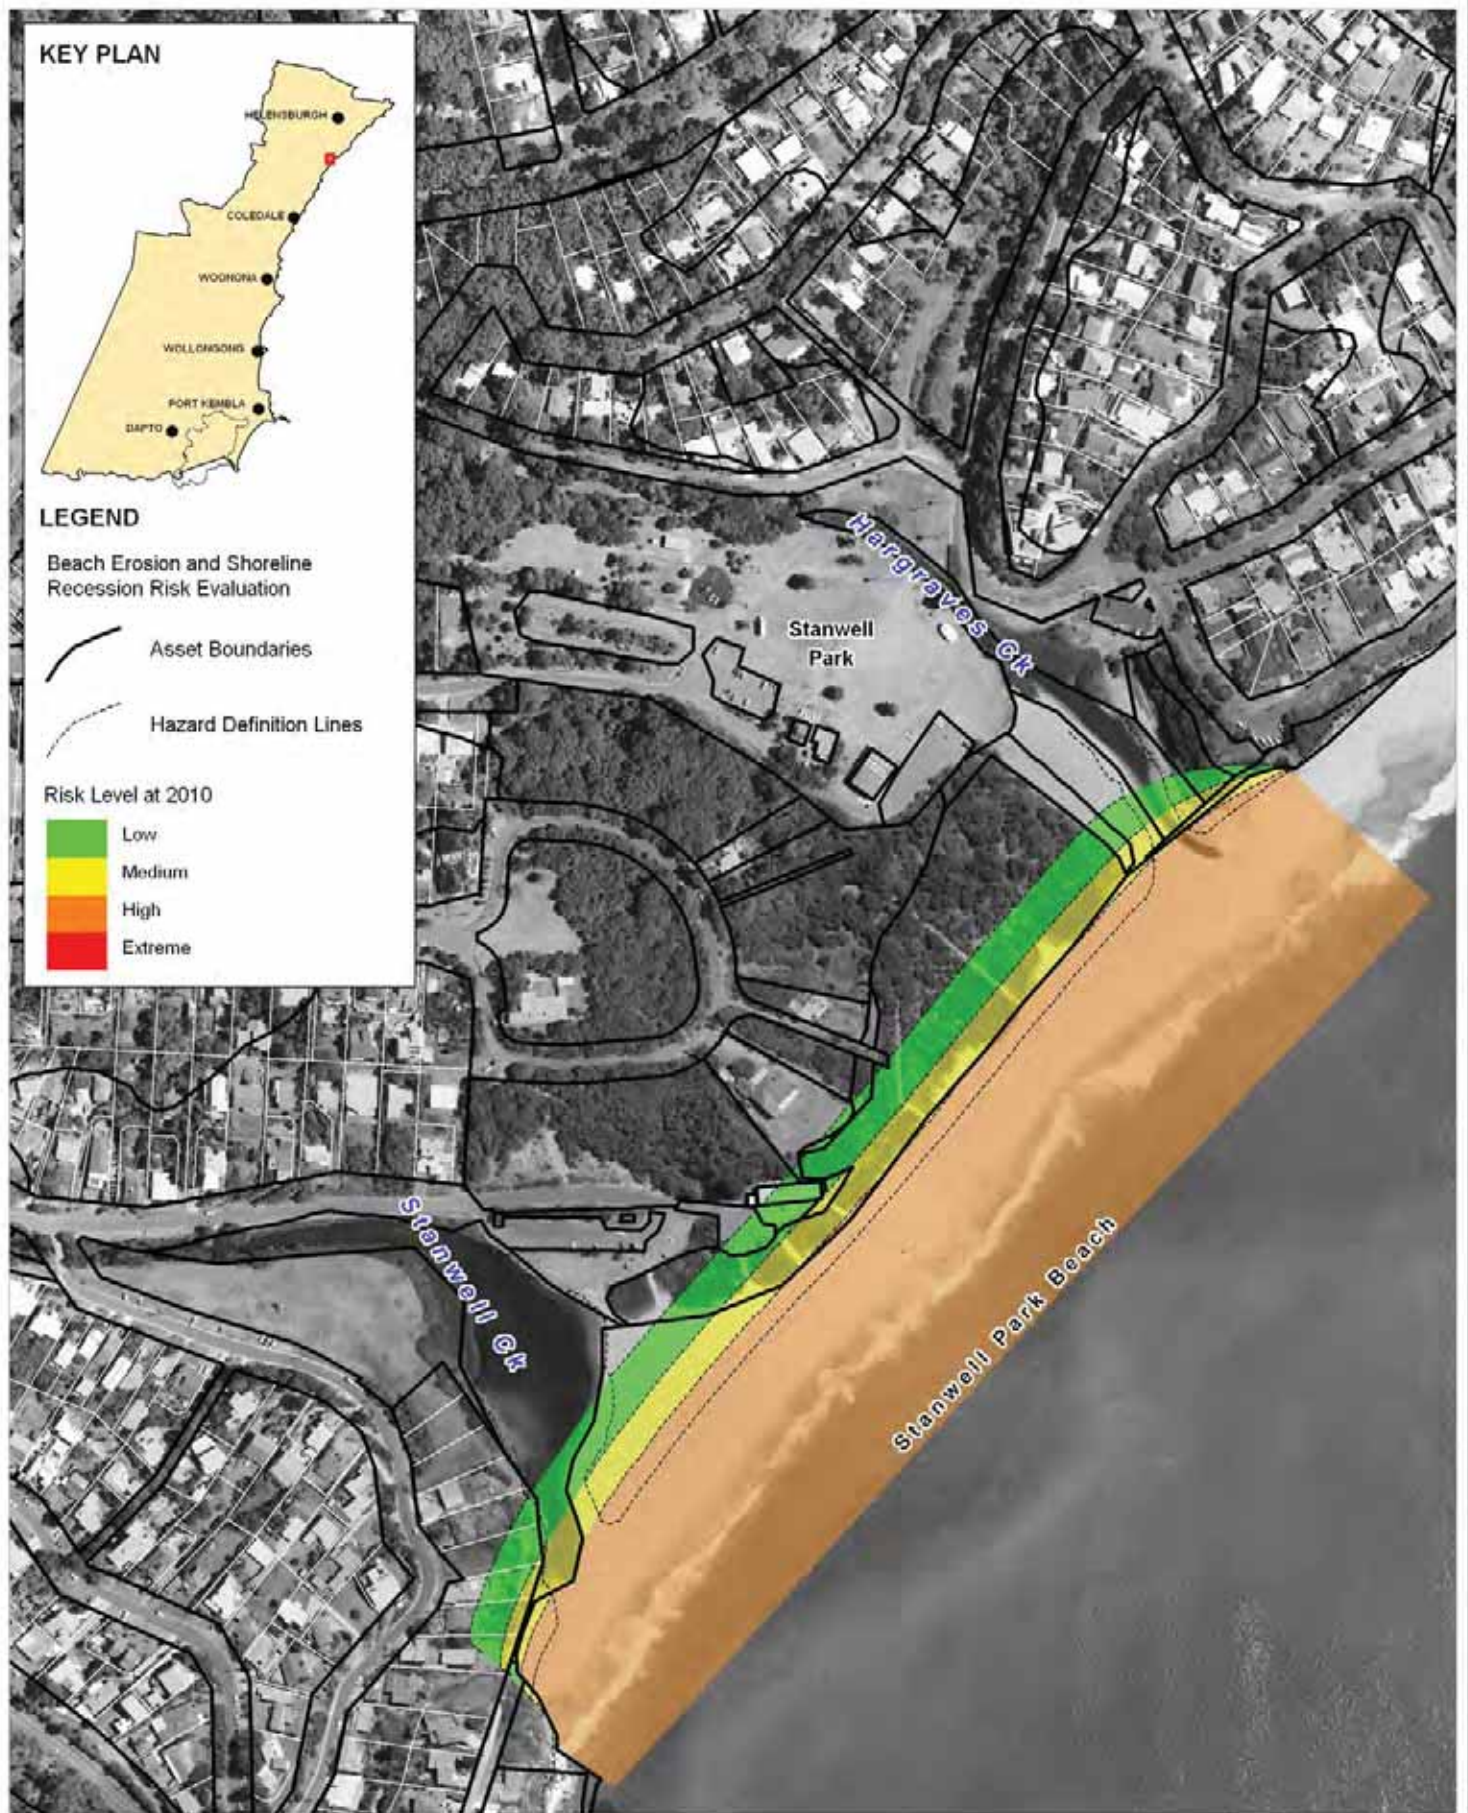 KEY PLAN
HELENSBURGH
COLEDALE
WOONONA
WOLLONGONG
PORT KEMBLA
DAPTO
LEGEND
Beach Erosion and Shoreline
Recession Risk Evaluation
Asset Boundaries
Hazard Definition Lines
Risk Level at 2010
Low
Medium
High
Extreme
Hargraves Ck
Stanwell
Park
Stanwell Ck
Stanwell Park Beach